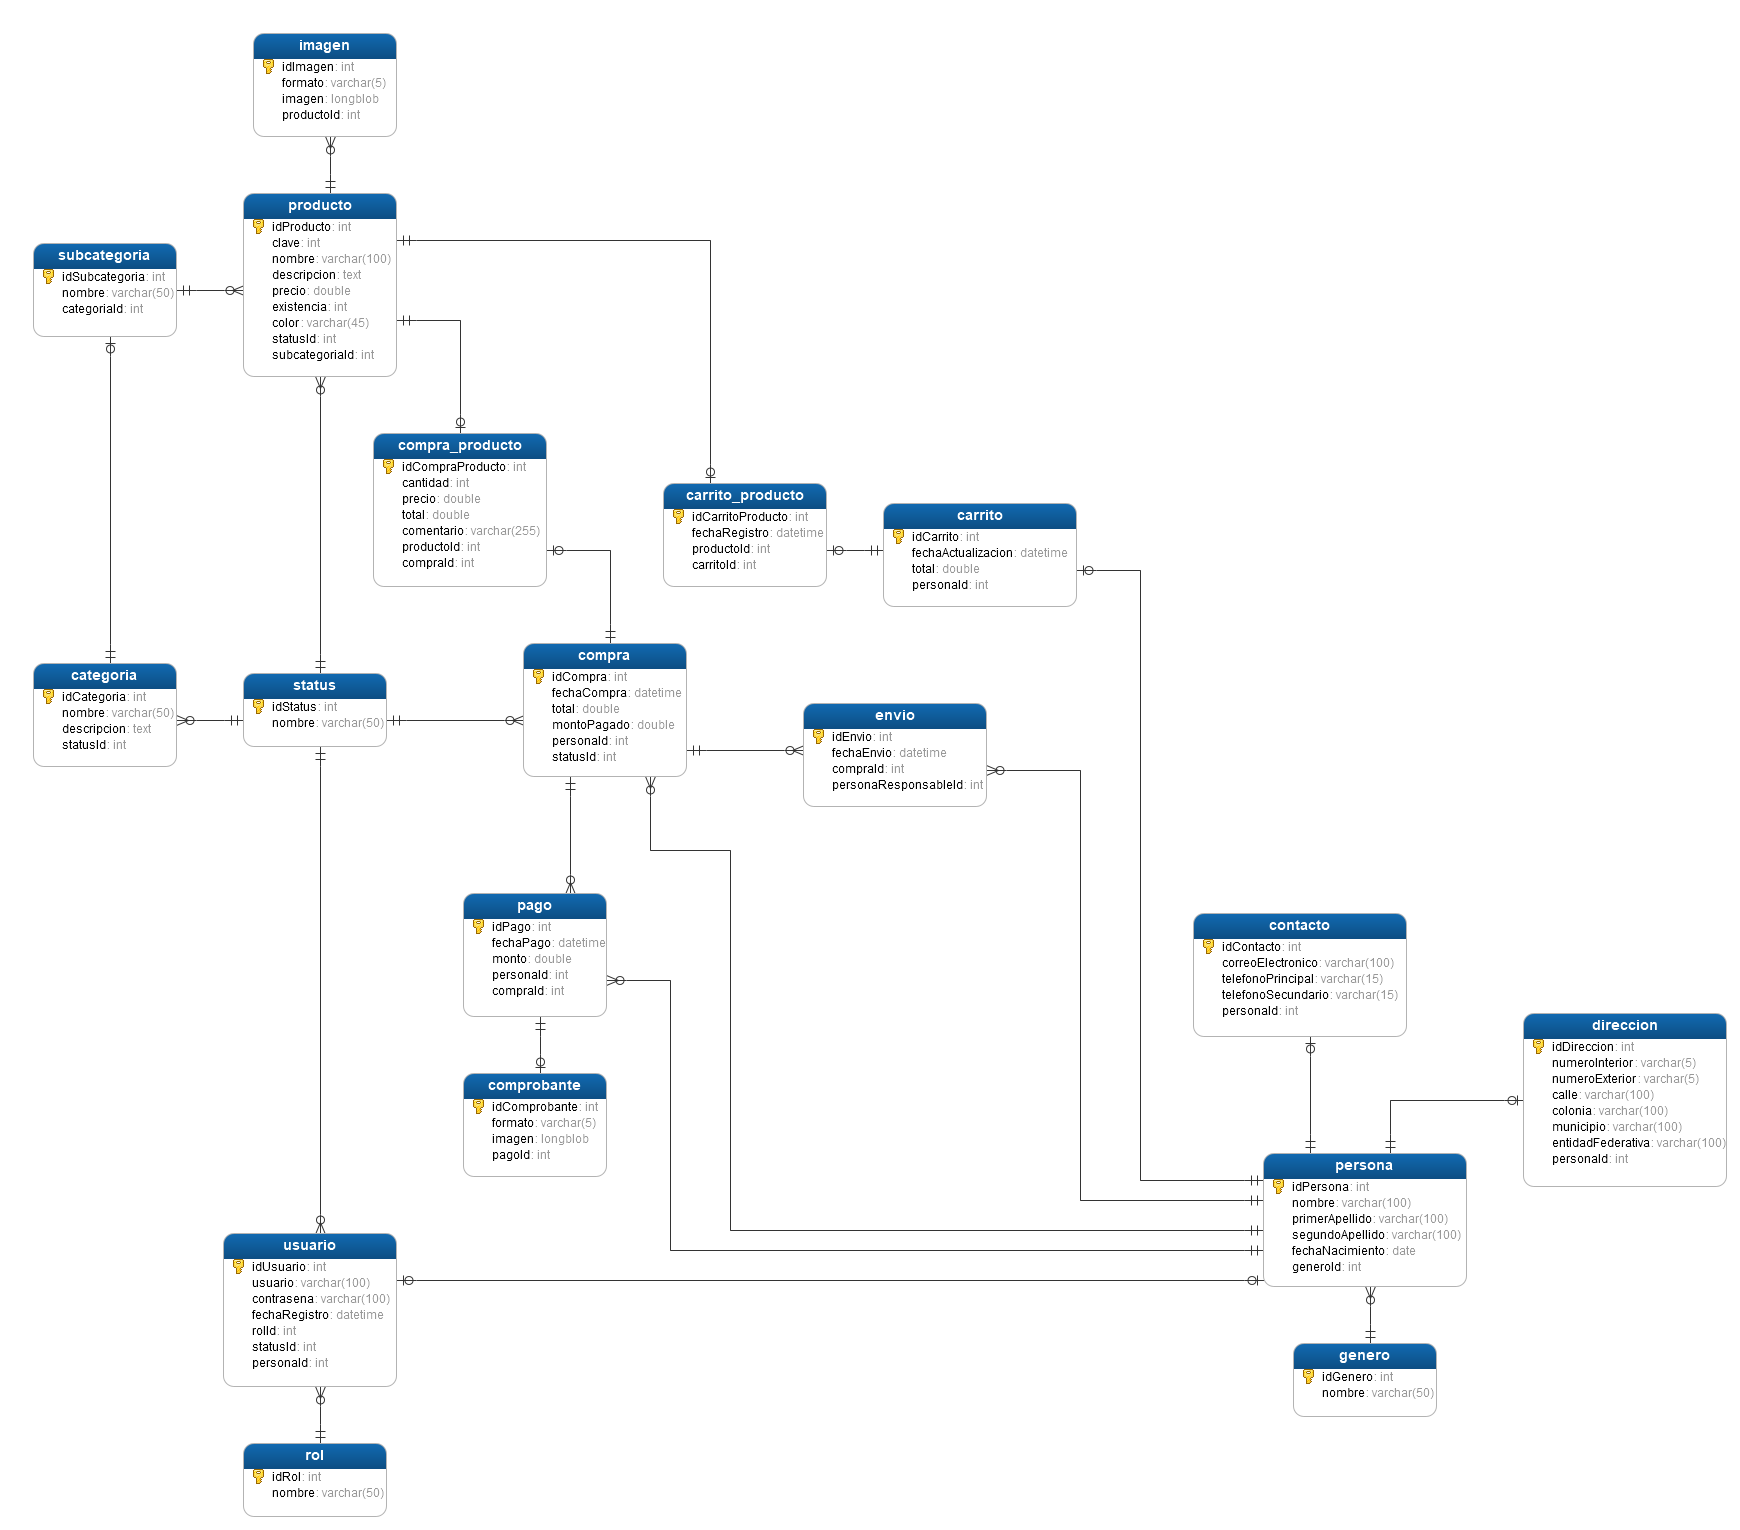 imagen
idImagen: int
formato: varchar(5)
imagen: longblob
productoId: int
producto
idProducto: int
clave: int
nombre: varchar(100)
descripcion: text
precio: double
existencia: int
color: varchar(45)
statusId: int
subcategoriaId: int
subcategoria
idSubcategoria: int
nombre: varchar(50)
categoriaId: int
compra_producto
idCompraProducto: int
cantidad: int
precio: double
total: double
comentario: varchar(255)
productoId: int
compraId: int
carrito_producto
idCarritoProducto: int
fechaRegistro: datetime
productoId: int
carritoId: int
carrito
idCarrito: int
fechaActualizacion: datetime
total: double
personaId: int
categoria
idCategoria: int
nombre: varchar(50)
descripcion: text
statusId: int
status
idStatus: int
nombre: varchar(50)
compra
idCompra: int
fechaCompra: datetime
total: double
montoPagado: double
personaId: int
statusId: int
envio
idEnvio: int
fechaEnvio: datetime
compraId: int
personaResponsableId: int
pago
idPago: int
fechaPago: datetime
monto: double
personaId: int
compraId: int
contacto
idContacto: int
correoElectronico: varchar(100)
telefonoPrincipal: varchar(15)
telefonoSecundario: varchar(15)
personaId: int
direccion
idDireccion: int
numeroInterior: varchar(5)
numeroExterior: varchar(5)
calle: varchar(100)
colonia: varchar(100)
municipio: varchar(100)
entidadFederativa: varchar(100)
personaId: int
comprobante
idComprobante: int
formato: varchar(5)
imagen: longblob
pagoId: int
persona
idPersona: int
nombre: varchar(100)
primerApellido: varchar(100)
segundoApellido: varchar(100)
fechaNacimiento: date
generoId: int
usuario
idUsuario: int
usuario: varchar(100)
contrasena: varchar(100)
fechaRegistro: datetime
rolId: int
statusId: int
personaId: int
genero
idGenero: int
nombre: varchar(50)
rol
idRol: int
nombre: varchar(50)